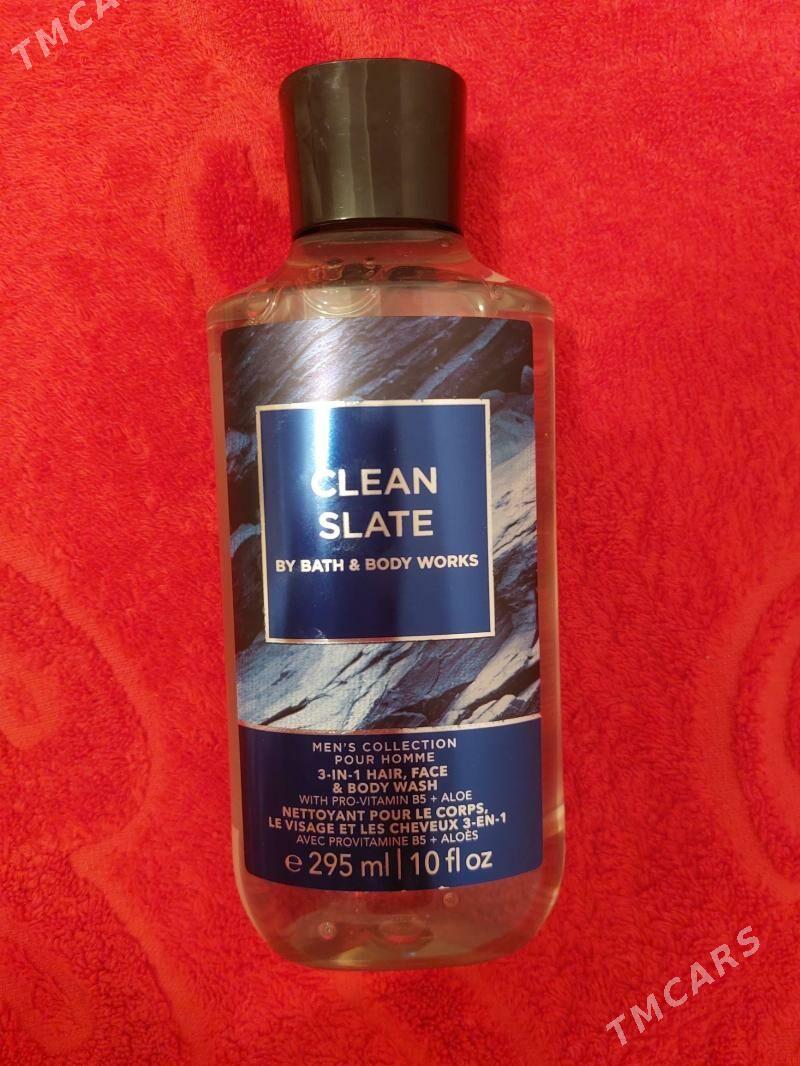 TMCARS
CLEAN
SLATE
BY BATH & BODY WORKS
MEN'S COLLECTION
POUR HOMME
3-IN-1 HAIR, FACE
& BODY WASH
WITH PRO-VITAMIN B5 + ALOE
NETTOYANT POUR LE CORPS,
LE VISAGE ET LES CHEVEUX 3-EN-1
AVEC PROVITAMINE B5 + ALOÈS
℮ 295 ml | 10 fl oz
TMCARS